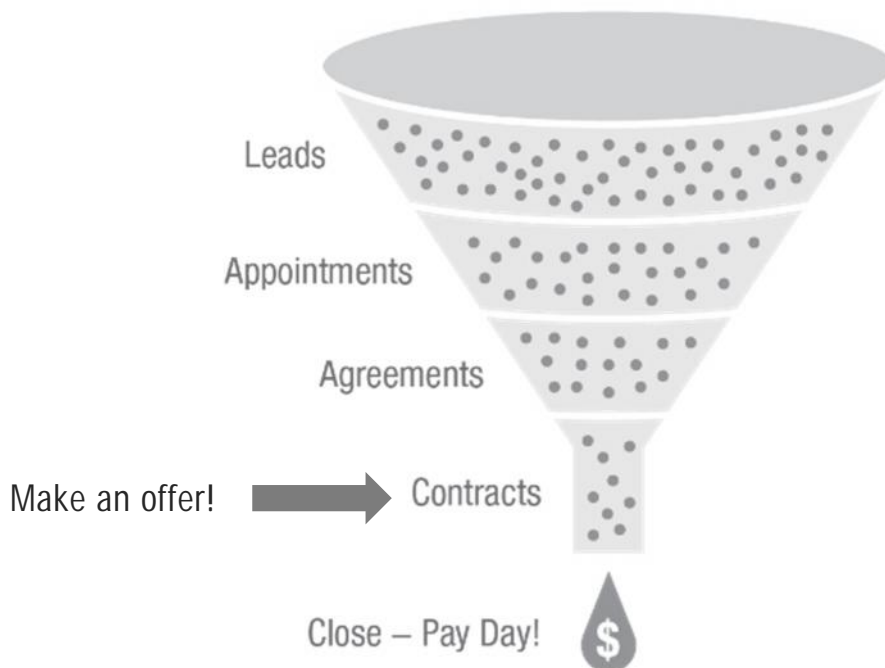 Leads
Appointments
Agreements
Make an offer!
Contracts
Close – Pay Day!
$